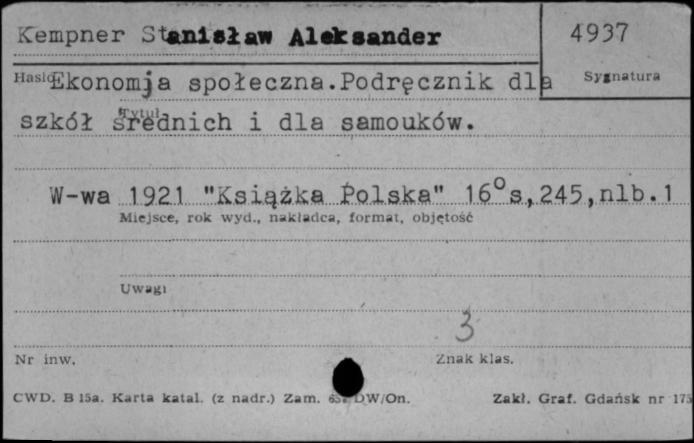 Kempner Stanisław Aleksander
4937
Hasło
Sygnatura
Ekonomja społeczna.Podręcznik dla
Tytuł
szkół średnich i dla samouków.
W-wa 1921 "Książka Polska" 16° s,245,nlb.1
Miejsce, rok wyd., nakładca, format, objętość
Uwagi
3
Nr inw.
Znak klas.
CWD. B 15a. Karta katal. (z nadr.) Zam. DW/On.
Zakł. Graf. Gdańsk nr 175